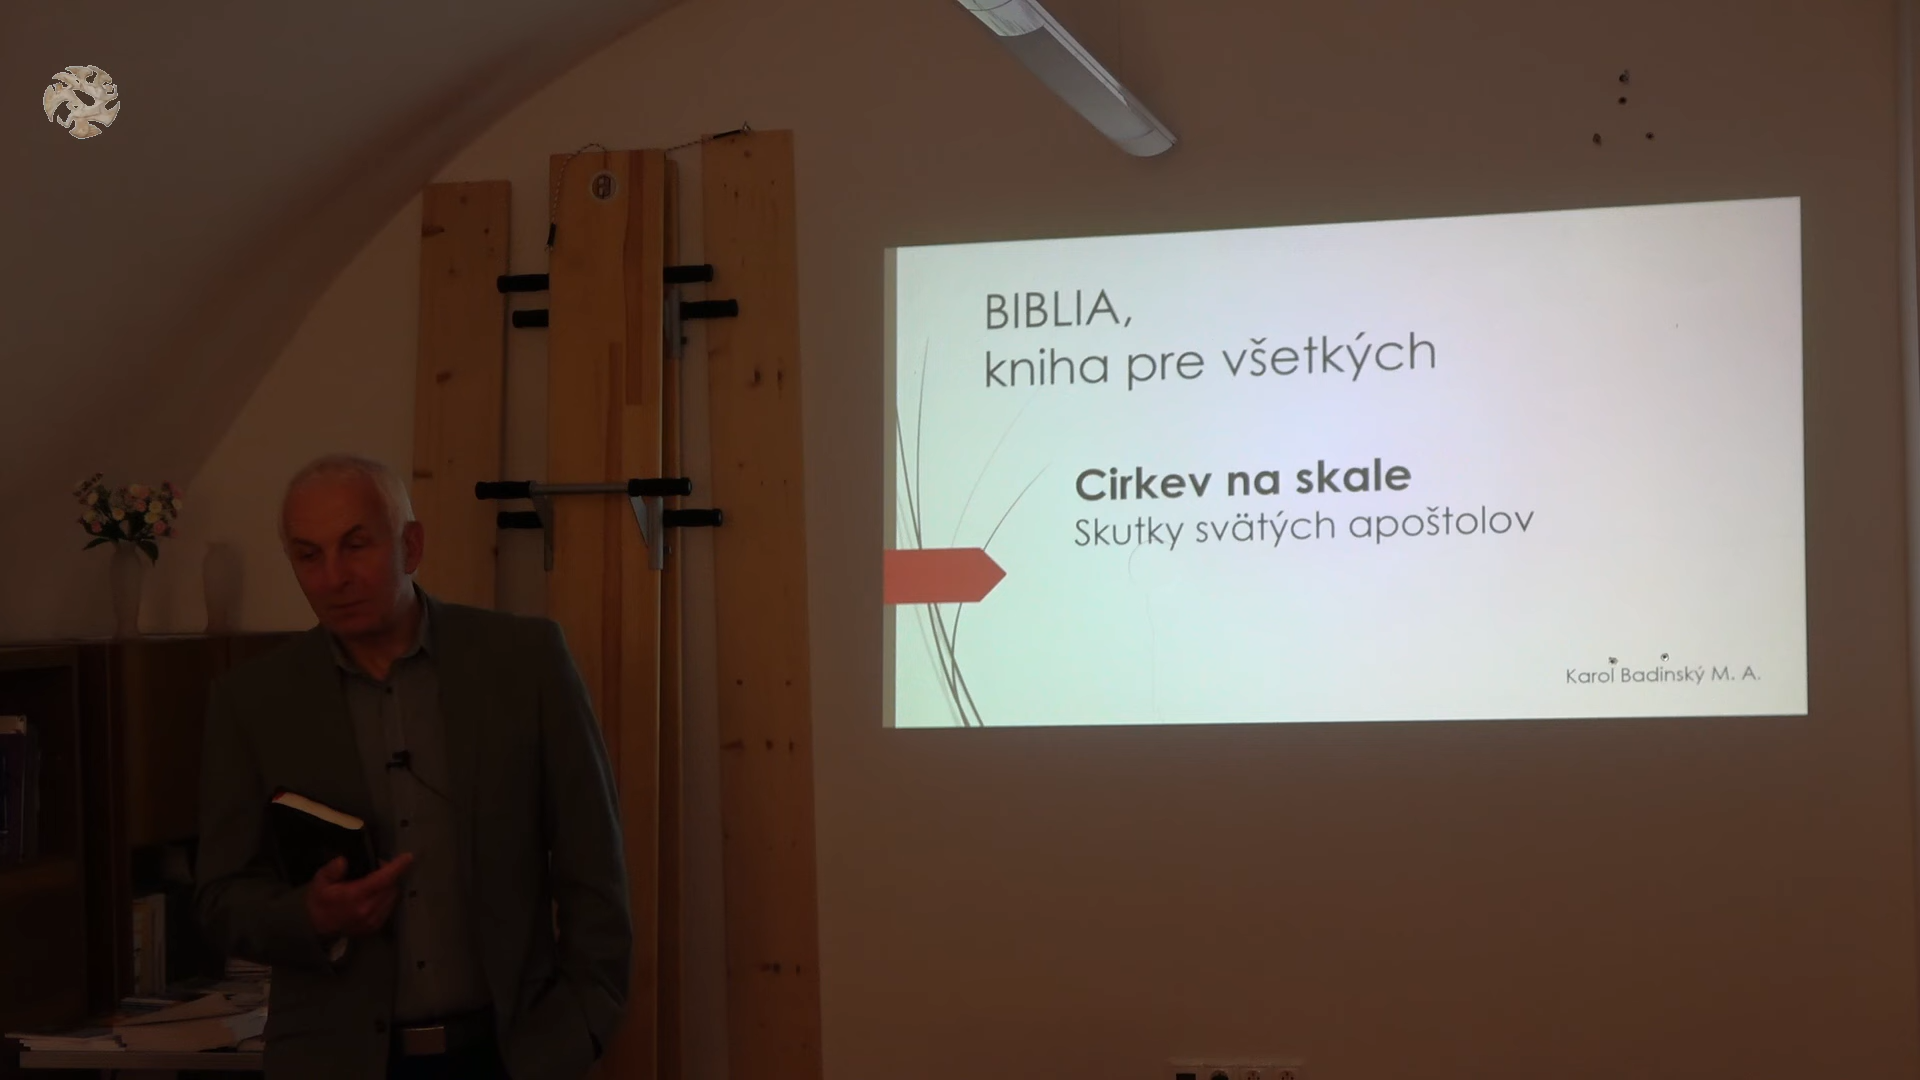 BIBLIA,
kniha pre všetkých
Cirkev na skale
Skutky svätých apoštolov
Karol Badinský M. A.